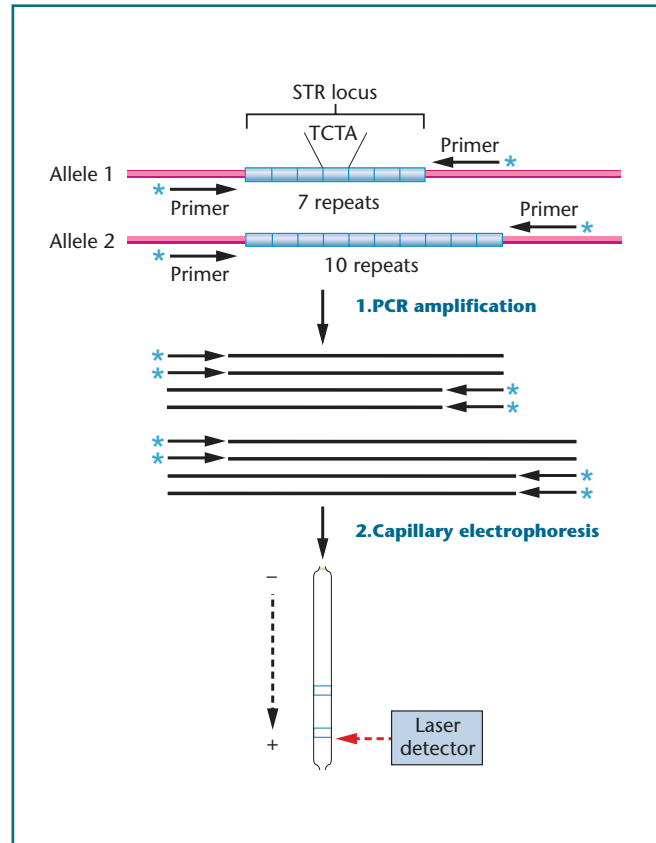 STR locus
TCTA
Primer
*
Allele 1
*
Primer
7 repeats
Primer
*
Allele 2
*
Primer
10 repeats
1.PCR amplification
*
*
*
*
*
*
*
*
2.Capillary electrophoresis
–
+
Laser
detector